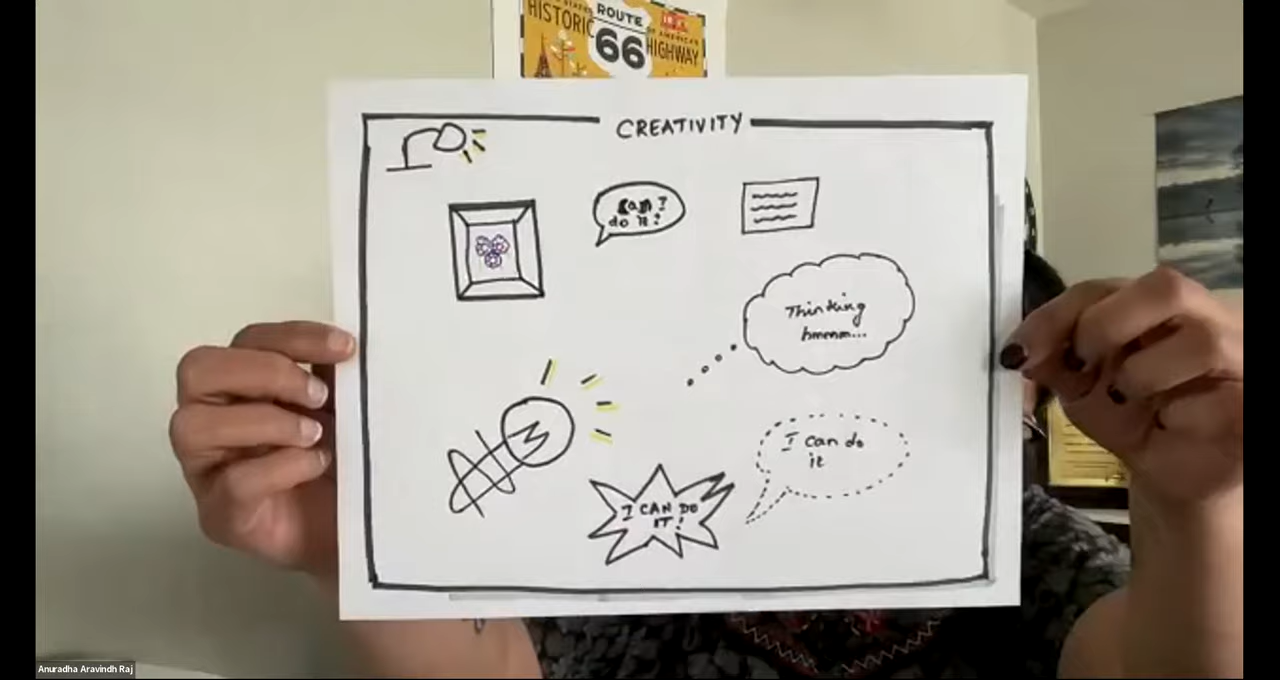 HISTORIC
ROUTE
66
HIGHWAY
CREATIVITY
Can I
do it?
Thinking
hmmm...
I can do
it
I CAN DO
IT!
Anuradha Aravindh Raj